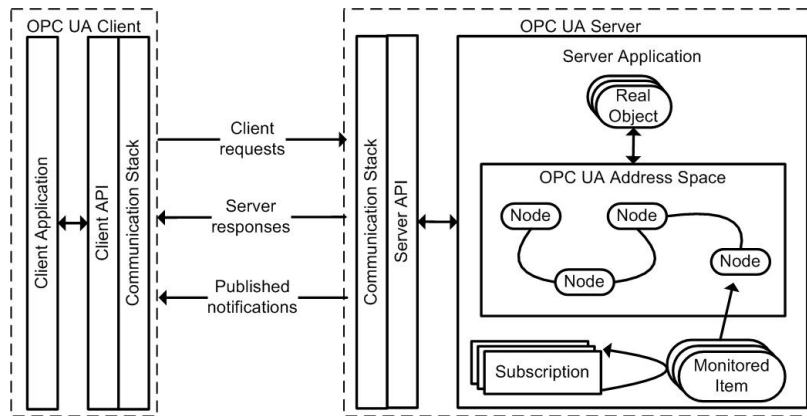 OPC UA Client
Client Application
Client API
Communication Stack
Client
requests
Server
responses
Published
notifications
OPC UA Server
Communication Stack
Server API
Server Application
Real
Object
OPC UA Address Space
Node
Node
Node
Node
Subscription
Monitored
Item